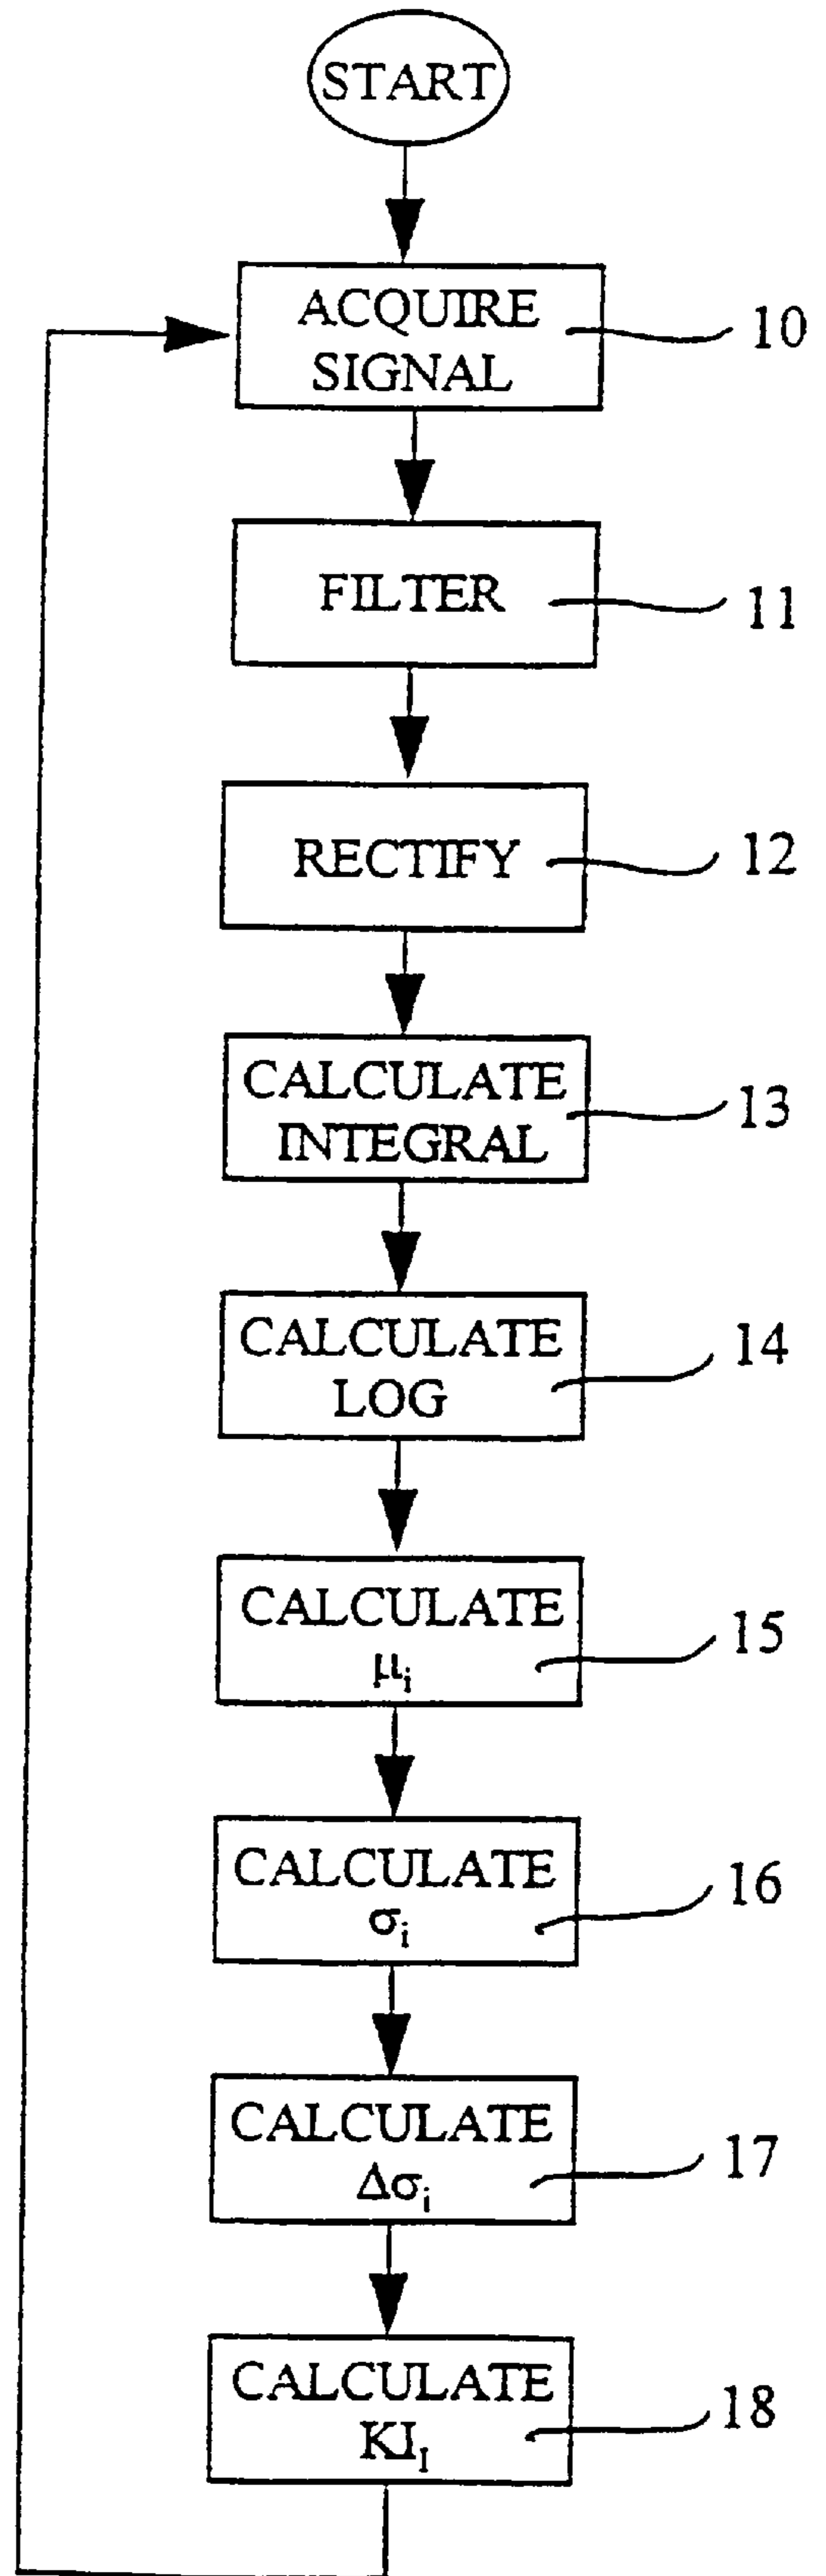 START
ACQUIRE
SIGNAL
10
FILTER
11
RECTIFY
12
CALCULATE
INTEGRAL
13
CALCULATE
LOG
14
CALCULATE
μi
15
CALCULATE
σi
16
CALCULATE
Δσi
17
CALCULATE
KII
18